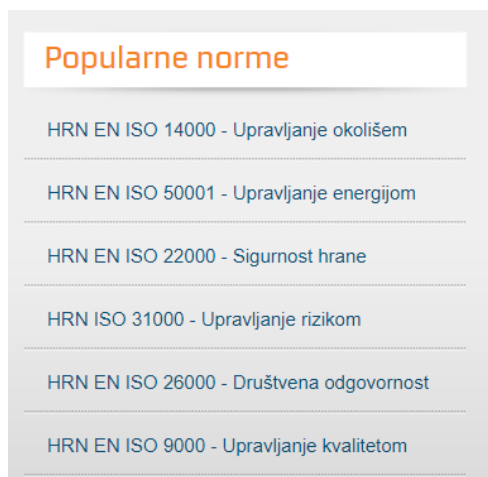 Popularne norme
HRN EN ISO 14000 - Upravljanje okolišem
HRN EN ISO 50001 - Upravljanje energijom
HRN EN ISO 22000 - Sigurnost hrane
HRN ISO 31000 - Upravljanje rizikom
HRN EN ISO 26000 - Društvena odgovornost
HRN EN ISO 9000 - Upravljanje kvalitetom